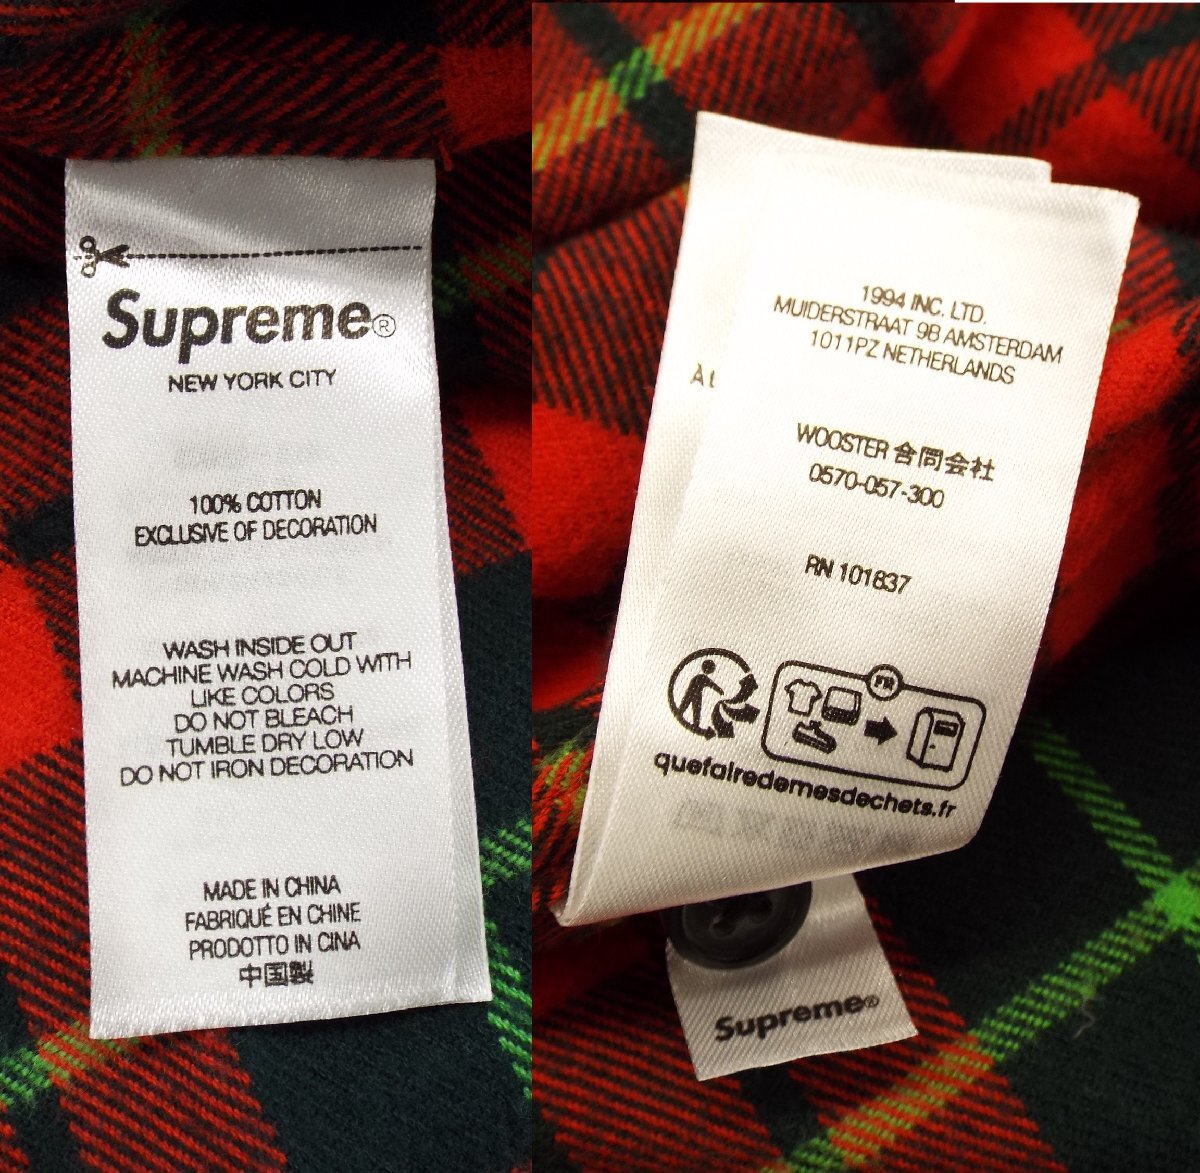 Supreme®
NEW YORK CITY
100% COTTON
EXCLUSIVE OF DECORATION
WASH INSIDE OUT
MACHINE WASH COLD WITH
LIKE COLORS
DO NOT BLEACH
TUMBLE DRY LOW
DO NOT IRON DECORATION
MADE IN CHINA
FABRIQUÉ EN CHINE
PRODOTTO IN CINA
中国製
1994 INC. LTD.
MUIDERSTRAAT 9B AMSTERDAM
1011PZ NETHERLANDS
WOOSTER 合同会社
0570-057-300
RN 101837
FR
quefairedemesdechets.fr
Supreme®